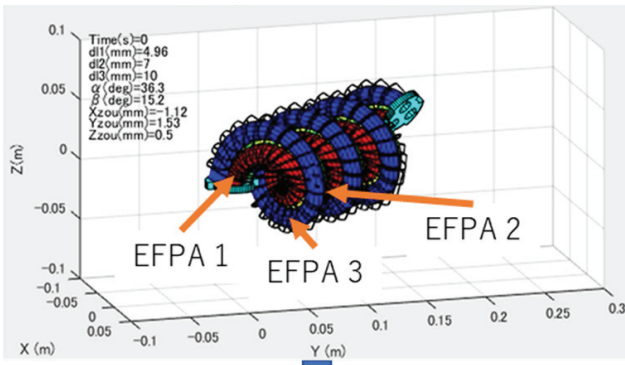 Time(s)=0
dl1(mm)=4.96
dl2(mm)=7
dl3(mm)=10
α(deg)=36.3
β(deg)=15.2
Xzou(mm)=-1.12
Yzou(mm)=1.53
Zzou(mm)=0.5
0.1
0.05
0
-0.05
-0.1
Z(m)
EFPA 1
EFPA 2
EFPA 3
-0.1
-0.05
0
0.05
X (m)
-0.1
-0.05
0
0.05
0.1
0.15
0.2
0.25
0.3
Y (m)